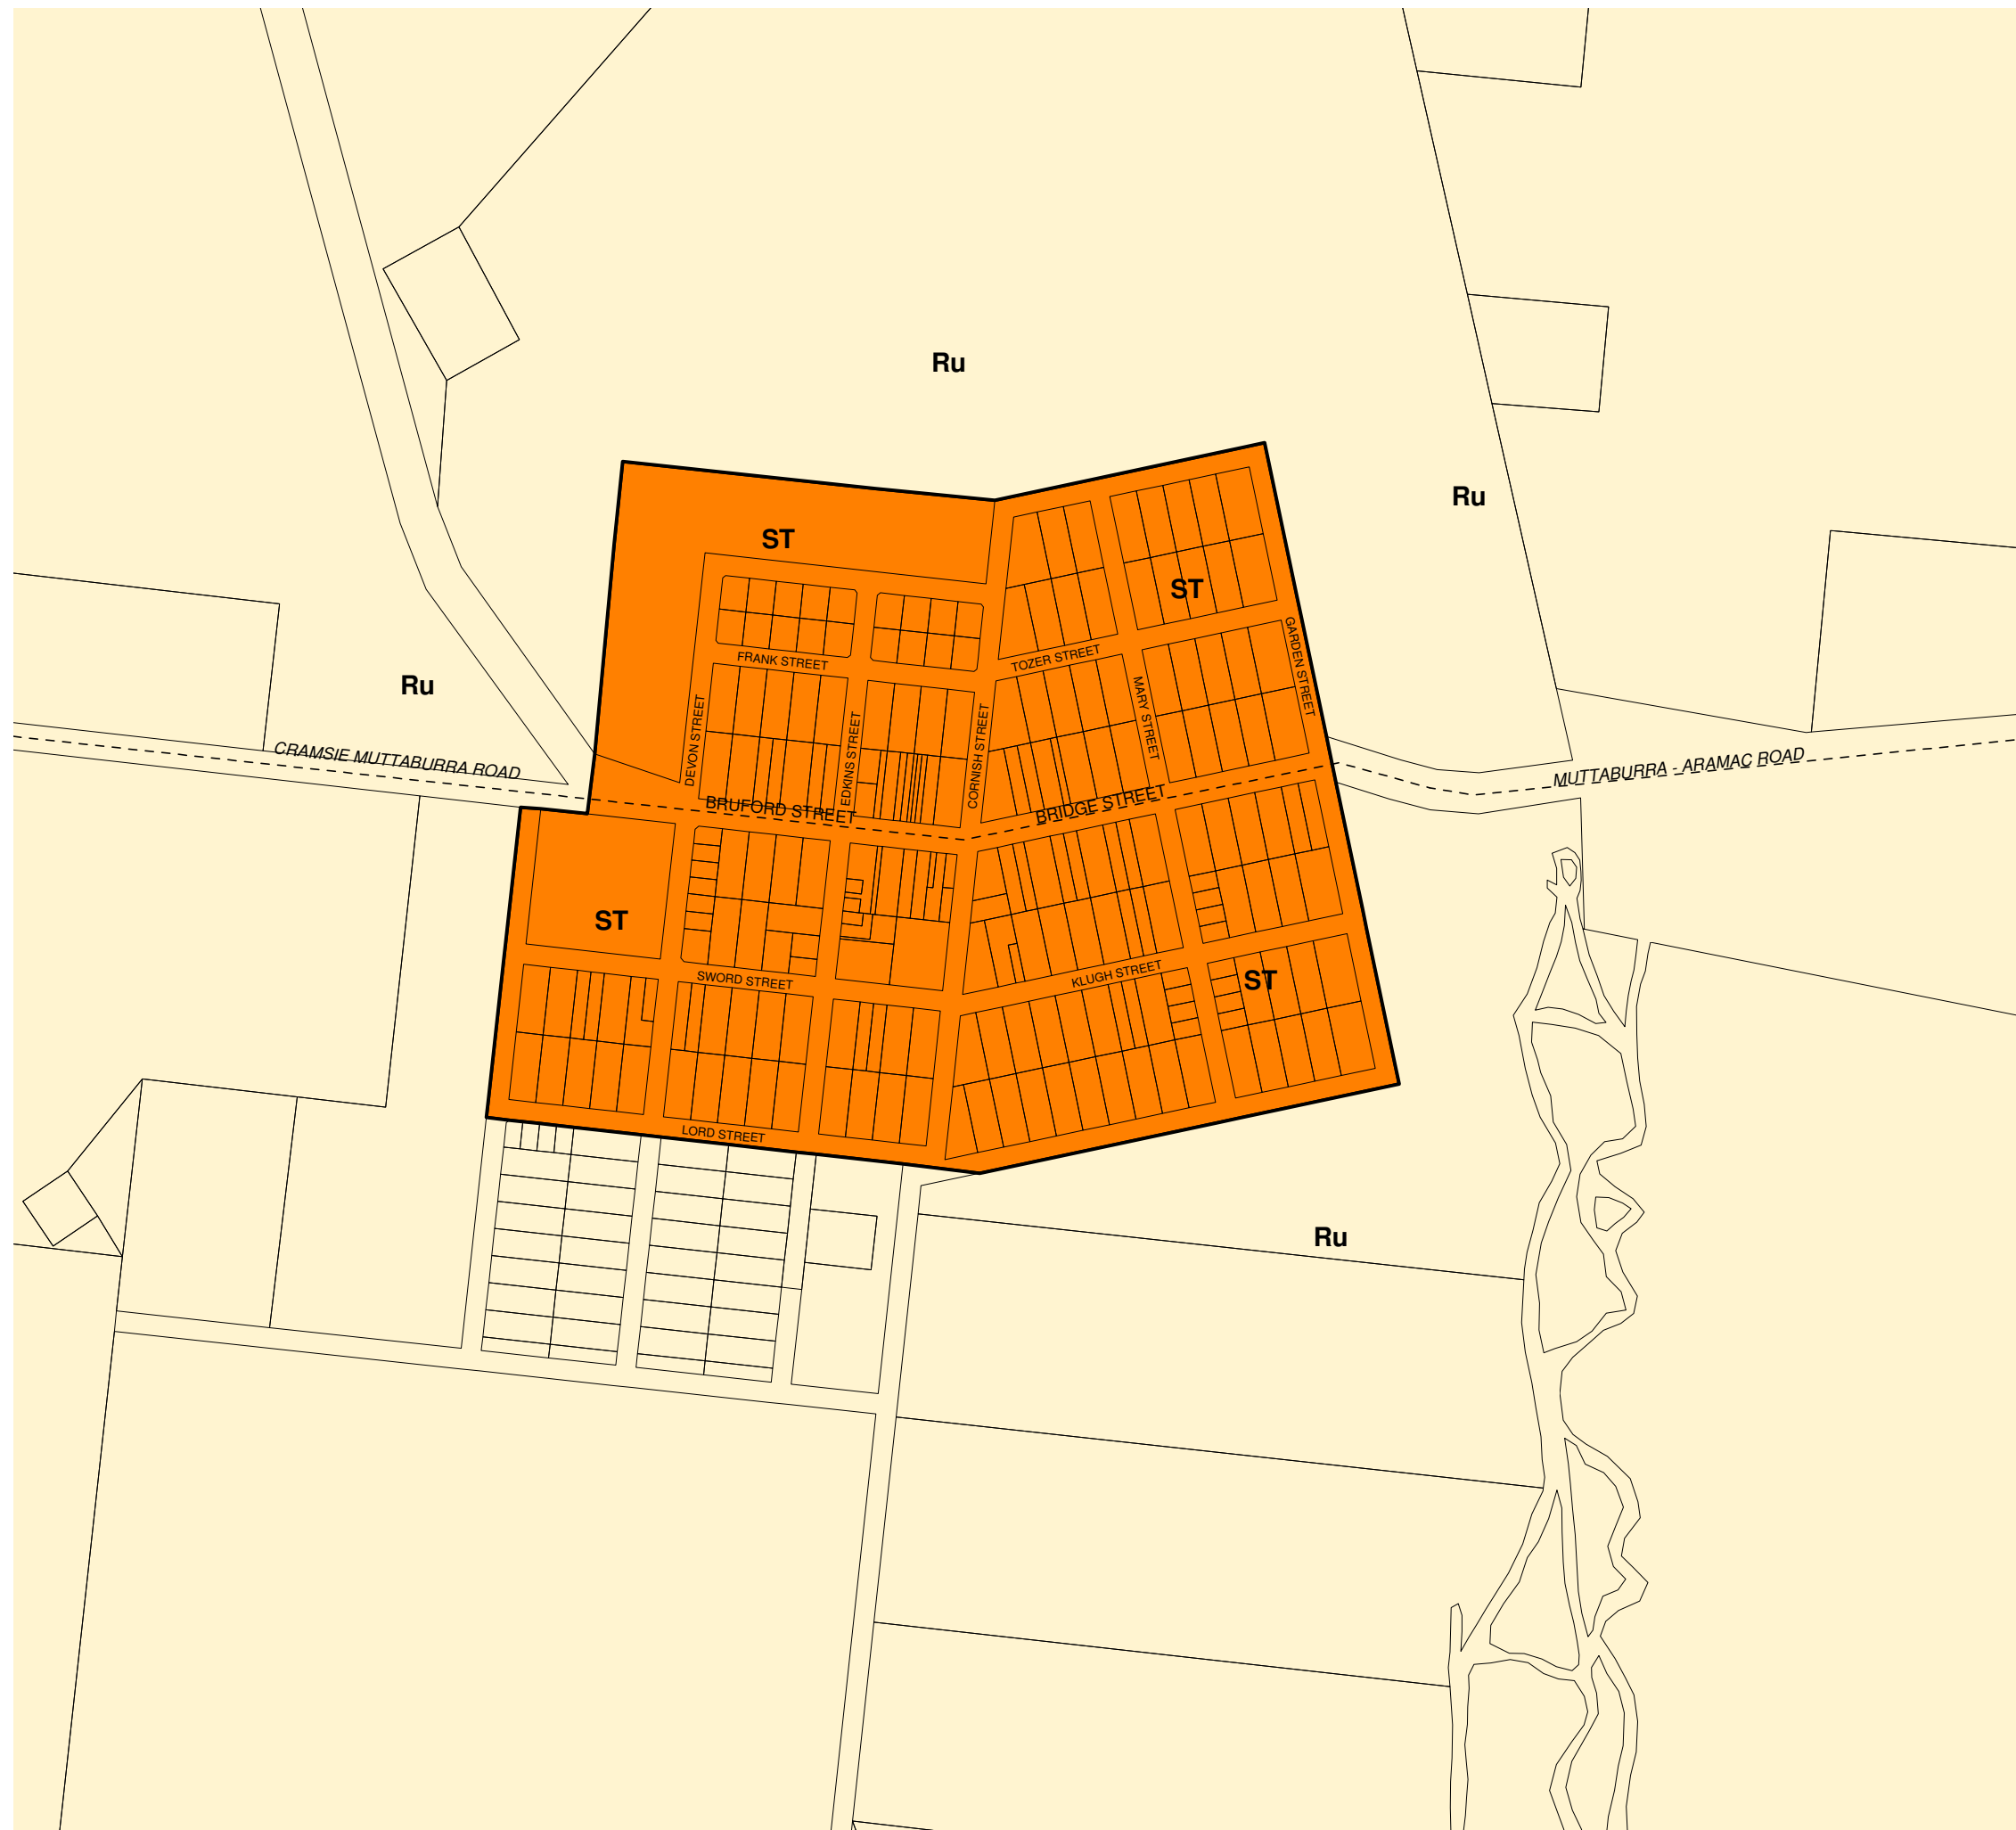 Ru
Ru
ST
ST
GARDEN STREET
FRANK STREET
TOZER STREET
Ru
MARY STREET
DEVON STREET
EDKINS STREET
CORNISH STREET
CRAMSIE MUTTABURRA ROAD
MUTTABURRA - ARAMAC ROAD
BRUFORD STREET
BRIDGE STREET
ST
SWORD STREET
KLUGH STREET
ST
LORD STREET
Ru